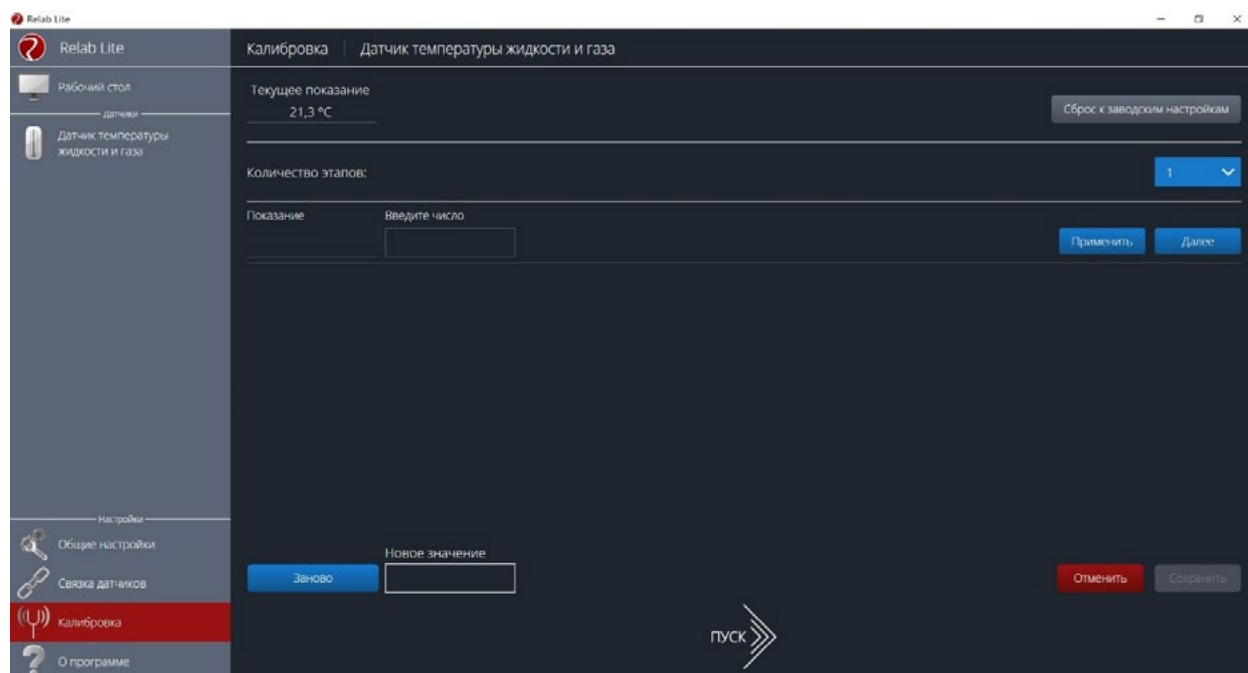 Relab Lite
Relab Lite
Рабочий стол
Датчики
Датчик температуры
жидкости и газа
Настройки
Общие настройки
Связка датчиков
Калибровка
О программе
Калибровка | Датчик температуры жидкости и газа
Текущее показание
21,3 °C
Сброс к заводским настройкам
Количество этапов:
1
Показание
Введите число
Применить
Далее
Новое значение
Заново
Отменить
Сохранить
ПУСК